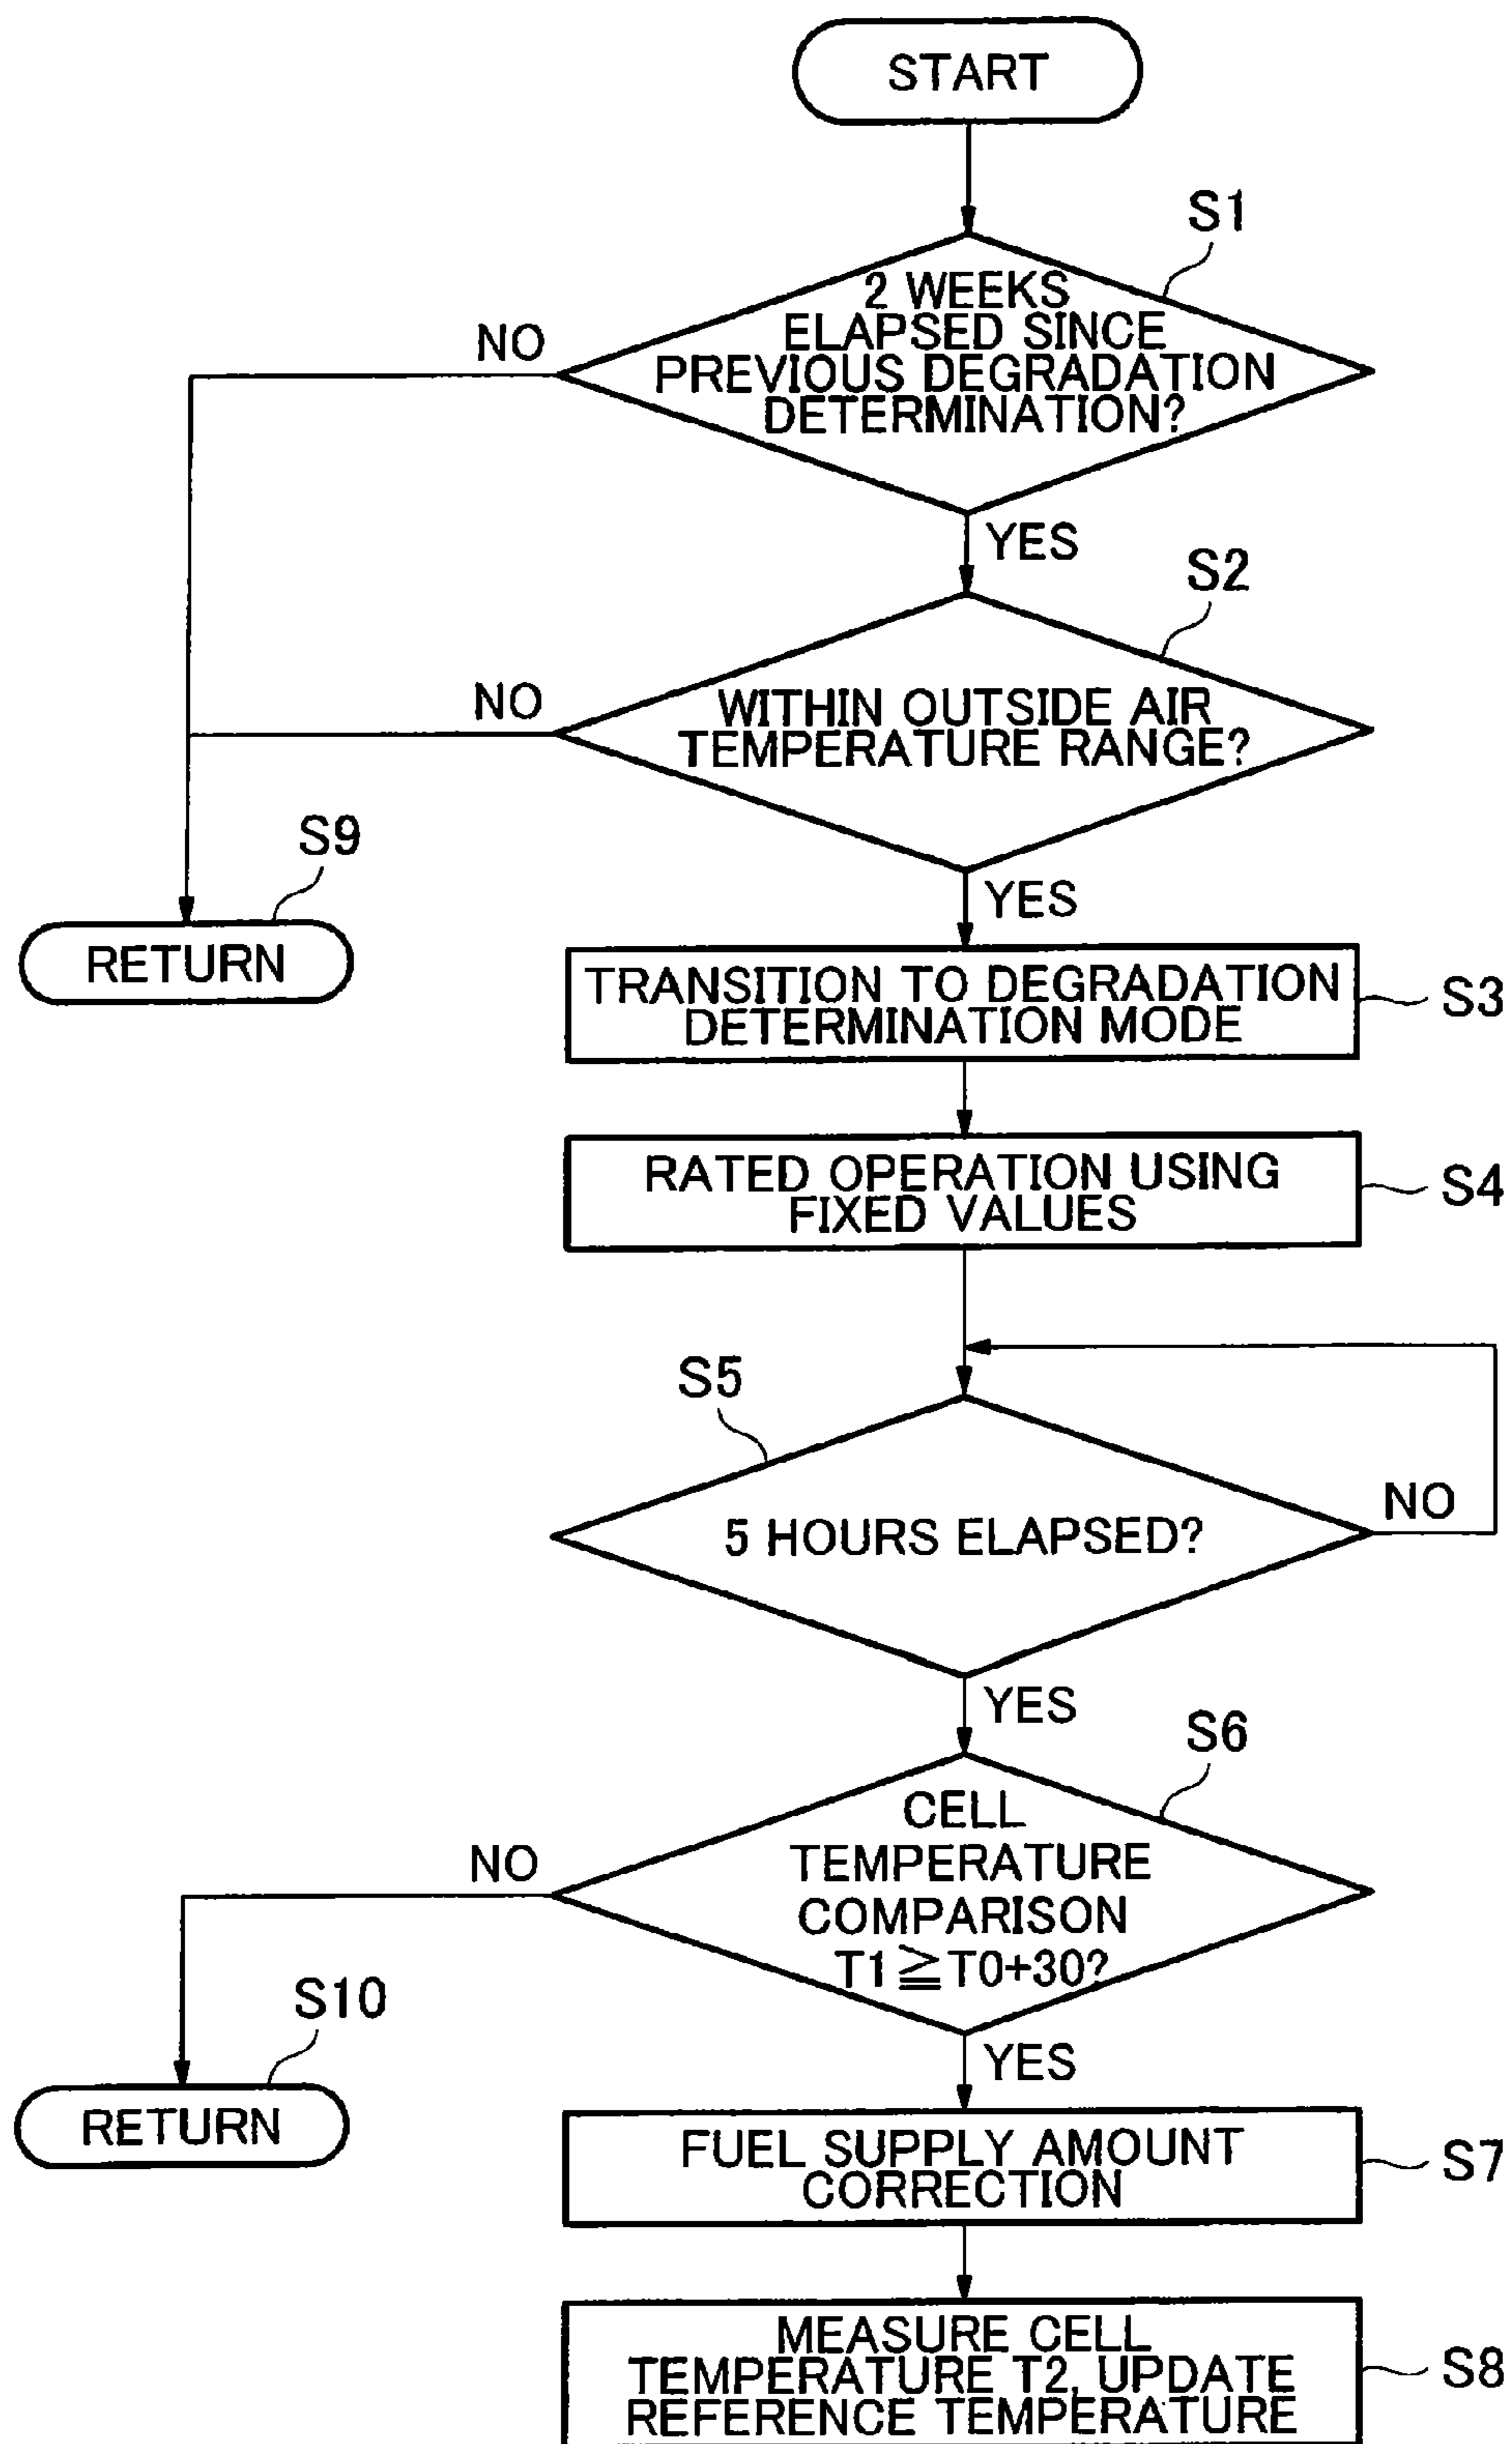 START
S1
2 WEEKS
ELAPSED SINCE
PREVIOUS DEGRADATION
DETERMINATION?
NO
YES
S2
WITHIN OUTSIDE AIR
TEMPERATURE RANGE?
NO
YES
S9
RETURN
TRANSITION TO DEGRADATION
DETERMINATION MODE
S3
RATED OPERATION USING
FIXED VALUES
S4
S5
5 HOURS ELAPSED?
NO
YES
S6
CELL
TEMPERATURE
COMPARISON
T1≧T0+30?
NO
YES
S10
RETURN
FUEL SUPPLY AMOUNT
CORRECTION
S7
MEASURE CELL
TEMPERATURE T2, UPDATE
REFERENCE TEMPERATURE
S8